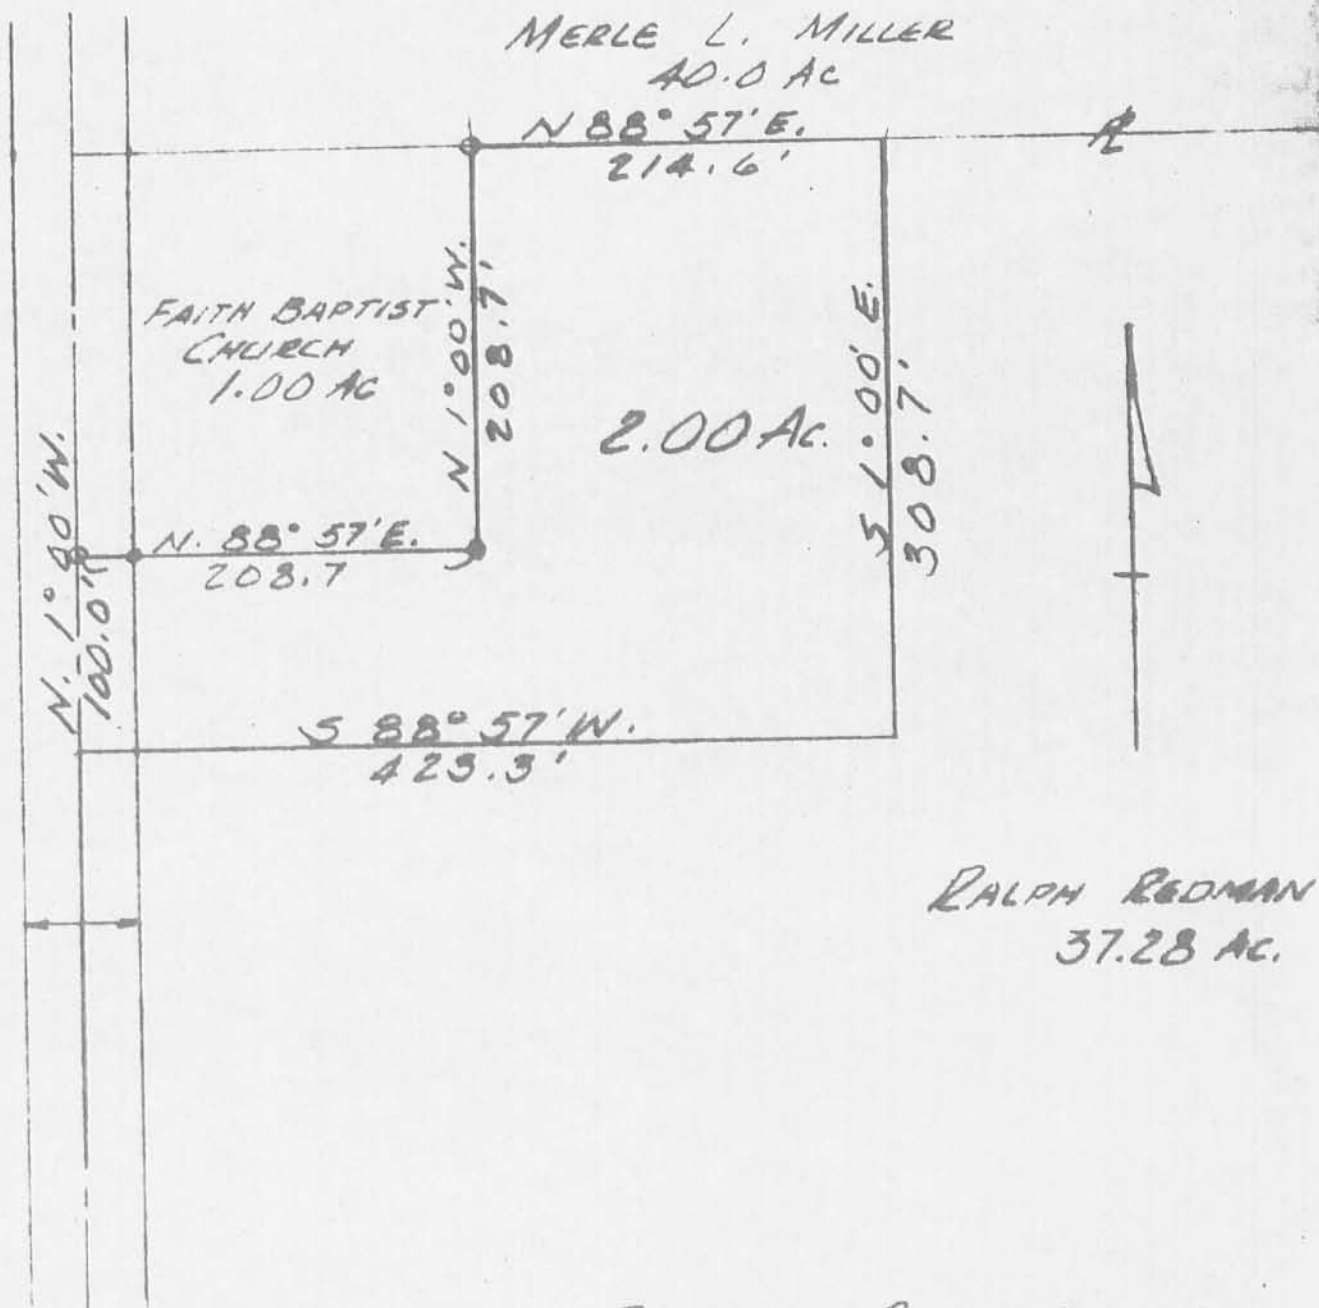 MERLE L. MILLER
40.0 AC
N 88° 57' E.
214.6'
FAITH BAPTIST
CHURCH
1.00 AC
N 1° 00' W.
208.7'
2.00 AC.
S 1° 00' E.
308.7'
N. 88° 57' E.
208.7
N. 1° 00' W.
100.0'
S 88° 57' W.
423.3'
RALPH REDMAN
37.28 AC.